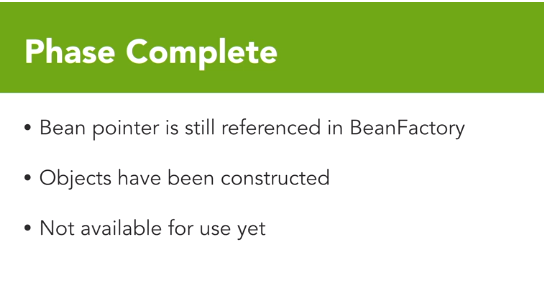 Phase Complete
• Bean pointer is still referenced in BeanFactory
• Objects have been constructed
• Not available for use yet